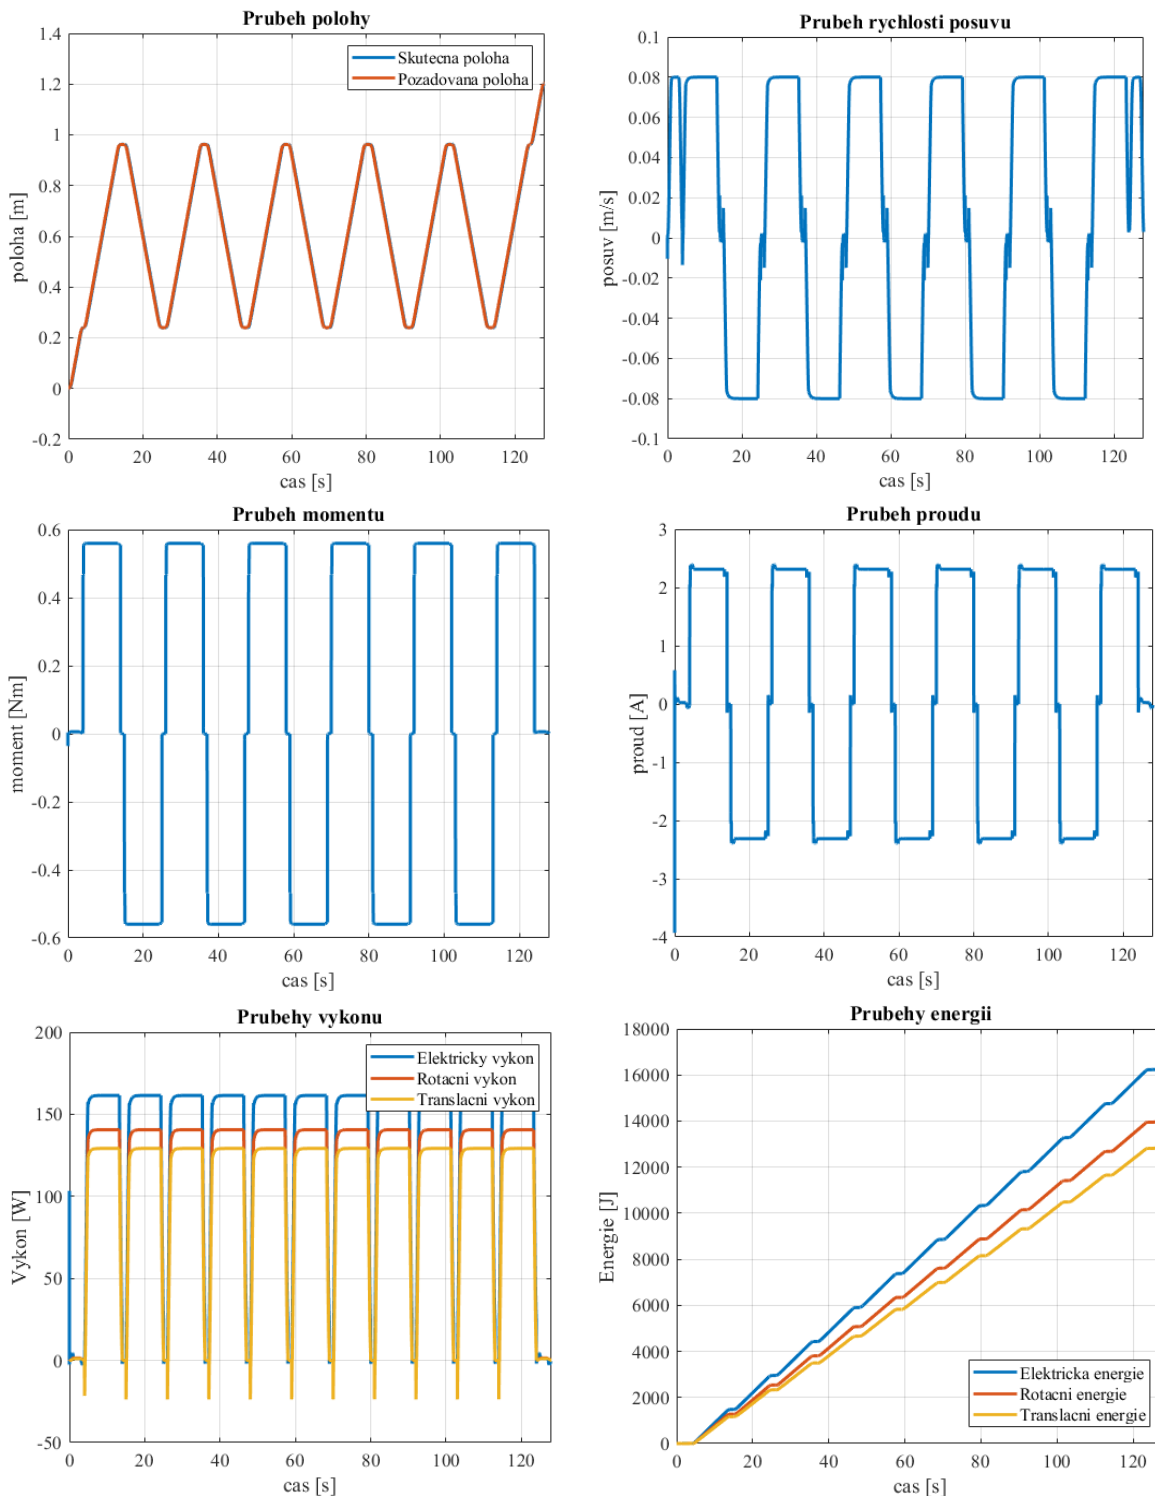 Prubeh polohy
1.4
1.2
1
0.8
0.6
0.4
0.2
0
-0.2
poloha [m]
Skutecna poloha
Pozadovana poloha
0 20 40 60 80 100 120
cas [s]
Prubeh rychlosti posuvu
0.1
0.08
0.06
0.04
0.02
0
-0.02
-0.04
-0.06
-0.08
-0.1
posuv [m/s]
0 20 40 60 80 100 120
cas [s]
Prubeh momentu
0.6
0.4
0.2
0
-0.2
-0.4
-0.6
moment [Nm]
0 20 40 60 80 100 120
cas [s]
Prubeh proudu
3
2
1
0
-1
-2
-3
-4
proud [A]
0 20 40 60 80 100 120
cas [s]
Prubehy vykonu
200
150
100
50
0
-50
Vykon [W]
Elektricky vykon
Rotacni vykon
Translacni vykon
0 20 40 60 80 100 120
cas [s]
Prubehy energii
18000
16000
14000
12000
10000
8000
6000
4000
2000
0
Energie [J]
Elektricka energie
Rotacni energie
Translacni energie
0 20 40 60 80 100 120
cas [s]